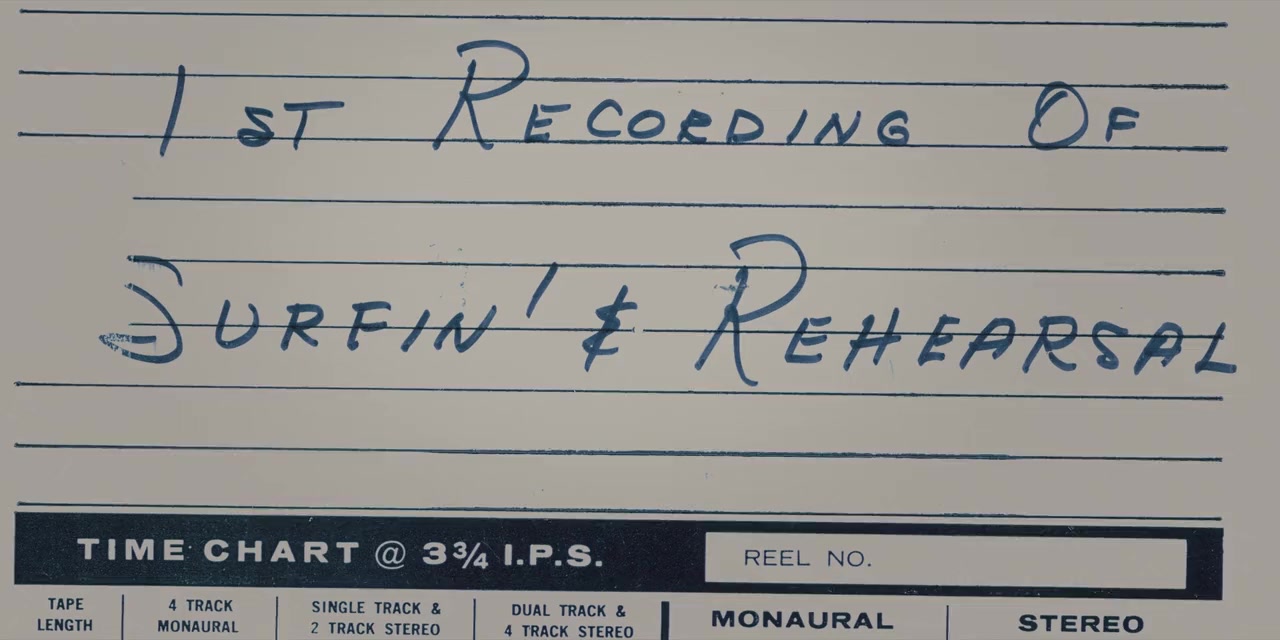 1ST RECORDING OF
SURFIN' & REHEARSAL
TIME CHART @ 3¾ I.P.S. REEL NO.
TAPE LENGTH 4 TRACK MONAURAL SINGLE TRACK & 2 TRACK STEREO DUAL TRACK & 4 TRACK STEREO MONAURAL STEREO